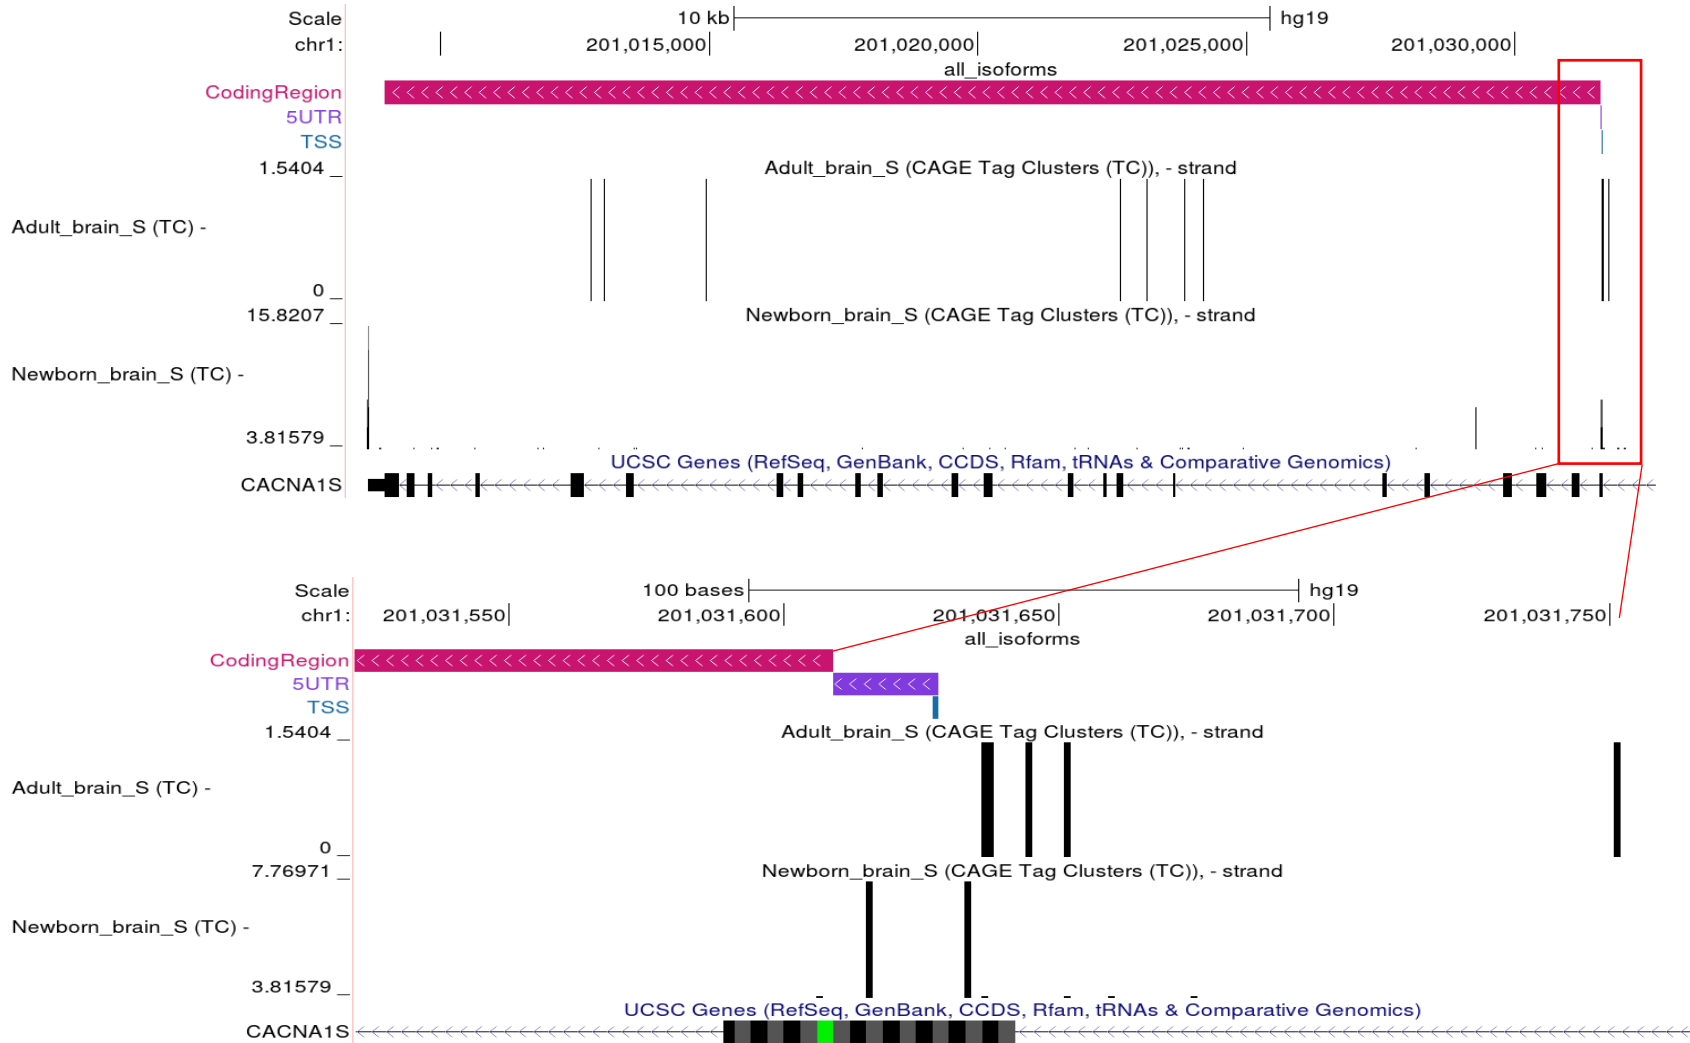 Scale 10 kb hg19
chr1: 201,015,000 201,020,000 201,025,000 201,030,000
all_isoforms
CodingRegion
5UTR
TSS
1.5404 _ Adult_brain_S (CAGE Tag Clusters (TC)), - strand
Adult_brain_S (TC) -
0 _
15.8207 _ Newborn_brain_S (CAGE Tag Clusters (TC)), - strand
Newborn_brain_S (TC) -
3.81579 _
UCSC Genes (RefSeq, GenBank, CCDS, Rfam, tRNAs & Comparative Genomics)
CACNA1S
Scale 100 bases hg19
chr1: 201,031,550 201,031,600 201,031,650 201,031,700 201,031,750
all_isoforms
CodingRegion
5UTR
TSS
1.5404 _ Adult_brain_S (CAGE Tag Clusters (TC)), - strand
Adult_brain_S (TC) -
0 _
7.76971 _ Newborn_brain_S (CAGE Tag Clusters (TC)), - strand
Newborn_brain_S (TC) -
3.81579 _
UCSC Genes (RefSeq, GenBank, CCDS, Rfam, tRNAs & Comparative Genomics)
CACNA1S